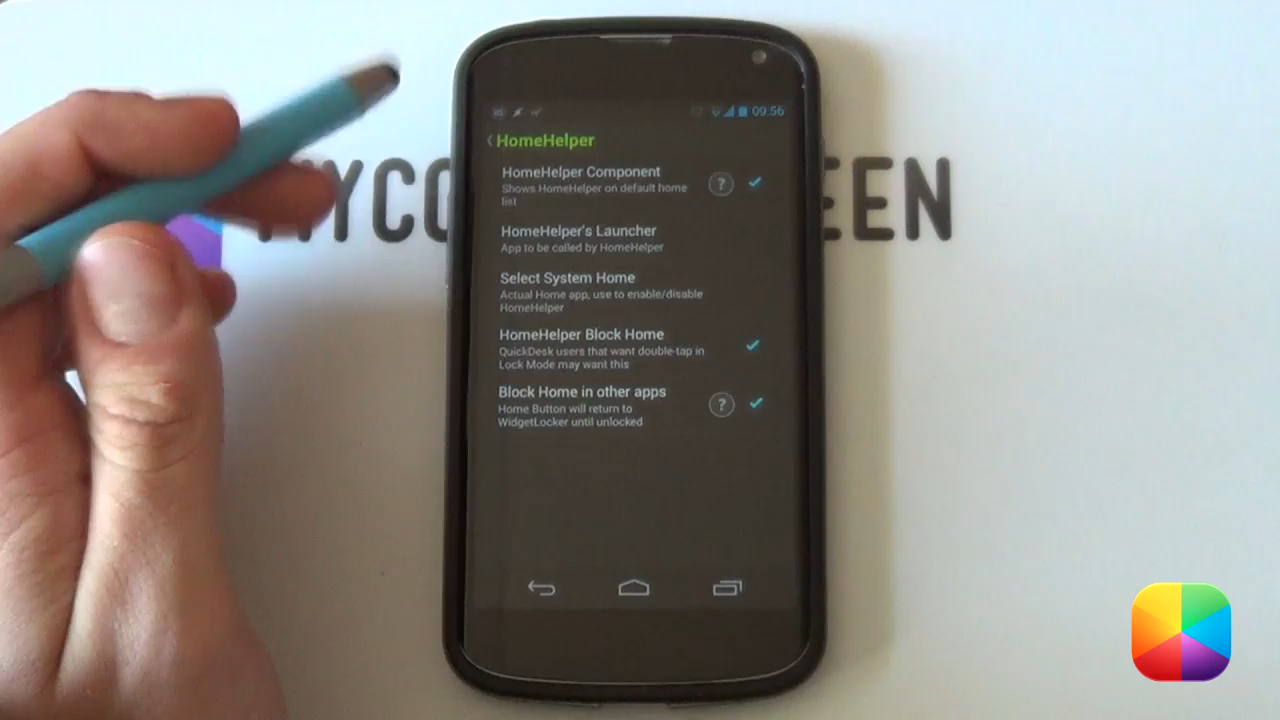 09:56
HomeHelper
HomeHelper Component
Shows HomeHelper on default home
list
?
HomeHelper's Launcher
App to be called by HomeHelper
Select System Home
Actual Home app, use to enable/disable
HomeHelper
HomeHelper Block Home
QuickDesk users that want double-tap in
Lock Mode may want this
Block Home in other apps
?
Home Button will return to
WidgetLocker until unlocked
MYCO EEN